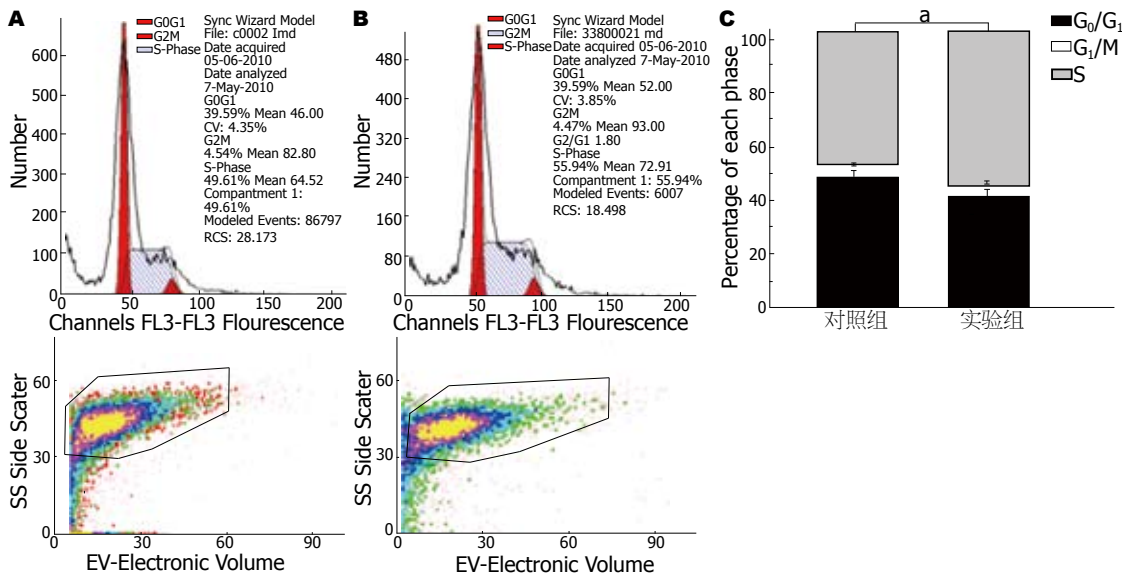 A
G0G1
G2M
S-Phase
Sync Wizard Model
File: c0002 Imd
Date acquired
05-06-2010
Date analyzed
7-May-2010
G0G1
39.59% Mean 46.00
CV: 4.35%
G2M
4.54% Mean 82.80
S-Phase
49.61% Mean 64.52
Compantment 1:
49.61%
Modeled Events: 86797
RCS: 28.173
Number
600
500
400
300
200
100
0
0
50
100
150
200
Channels FL3-FL3 Flourescence
SS Side Scater
60
30
0
0
30
60
90
EV-Electronic Volume
B
G0G1
G2M
S-Phase
Sync Wizard Model
File: 33800021 md
Date acquired 05-06-2010
Date analyzed 7-May-2010
G0G1
39.59% Mean 52.00
CV: 3.85%
G2M
4.47% Mean 93.00
G2/G1 1.80
S-Phase
55.94% Mean 72.91
Compantment 1: 55.94%
Modeled Events: 6007
RCS: 18.498
Number
480
400
320
240
160
80
0
0
50
100
150
200
Channels FL3-FL3 Flourescence
SS Side Scater
60
30
0
0
30
60
90
EV-Electronic Volume
C
a
G₀/G₁
G₁/M
S
Percentage of each phase
100
80
60
40
20
0
对照组
实验组